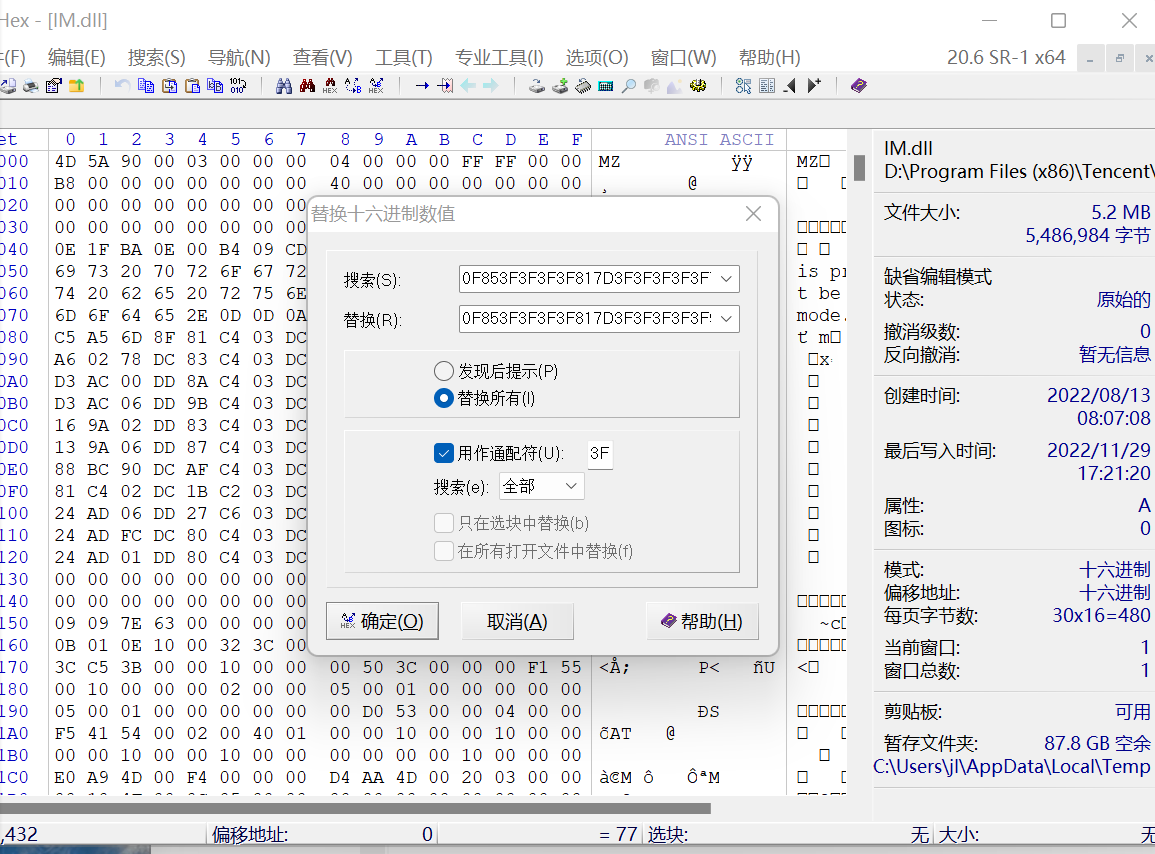 Hex - [IM.dll]
(F) 编辑(E) 搜索(S) 导航(N) 查看(V) 工具(T) 专业工具(I) 选项(O) 窗口(W) 帮助(H) 20.6 SR-1 x64
et 0 1 2 3 4 5 6 7 8 9 A B C D E F ANSI ASCII
000 4D 5A 90 00 03 00 00 00 04 00 00 00 FF FF 00 00 MZ ÿÿ MZ
010 B8 00 00 00 00 00 00 00 40 00 00 00 00 00 00 00 ¸ @
020 00 00 00 00 00 00 00 00
030 00 00 00 00 00 00 00 00
040 0E 1F BA 0E 00 B4 09 CD
050 69 73 20 70 72 6F 67 72 is pr
060 74 20 62 65 20 72 75 6E t be
070 6D 6F 64 65 2E 0D 0D 0A mode.
080 C5 A5 6D 8F 81 C4 03 DC
090 A6 02 78 DC 83 C4 03 DC
0A0 D3 AC 00 DD 8A C4 03 DC
0B0 D3 AC 06 DD 9B C4 03 DC
0C0 16 9A 02 DD 83 C4 03 DC
0D0 13 9A 06 DD 87 C4 03 DC
0E0 88 BC 90 DC AF C4 03 DC
0F0 81 C4 02 DC 1B C2 03 DC
100 24 AD 06 DD 27 C6 03 DC
110 24 AD FC DC 80 C4 03 DC
120 24 AD 01 DD 80 C4 03 DC
130 00 00 00 00 00 00 00 00
140 00 00 00 00 00 00 00 00
150 09 09 7E 63 00 00 00 00 ~c
160 0B 01 0E 10 00 32 3C 00
170 3C C5 3B 00 00 10 00 00 00 50 3C 00 00 00 F1 55 <Å; P< ñU <
180 00 10 00 00 00 02 00 00 05 00 01 00 00 00 00 00
190 05 00 01 00 00 00 00 00 00 D0 53 00 00 04 00 00 ÐS
1A0 F5 41 54 00 02 00 40 01 00 00 10 00 00 10 00 00 õAT @
1B0 00 00 10 00 00 10 00 00 00 00 00 00 10 00 00 00
1C0 E0 A9 4D 00 F4 00 00 00 D4 AA 4D 00 20 03 00 00 à©M ô ÔªM
替换十六进制数值
搜索(S): 0F853F3F3F3F817D3F3F3F3F3F
替换(R): 0F853F3F3F3F817D3F3F3F3F3F
发现后提示(P)
替换所有(I)
用作通配符(U): 3F
搜索(e): 全部
只在选块中替换(b)
在所有打开文件中替换(f)
确定(O) 取消(A) 帮助(H)
IM.dll
D:\Program Files (x86)\Tencent\
文件大小: 5.2 MB
5,486,984 字节
缺省编辑模式
状态: 原始的
撤消级数: 0
反向撤消: 暂无信息
创建时间: 2022/08/13
08:07:08
最后写入时间: 2022/11/29
17:21:20
属性: A
图标: 0
模式: 十六进制
偏移地址: 十六进制
每页字节数: 30x16=480
当前窗口: 1
窗口总数: 1
剪贴板: 可用
暂存文件夹: 87.8 GB 空余
C:\Users\jl\AppData\Local\Temp
,432 偏移地址: 0 = 77 选块: 无 大小: 无